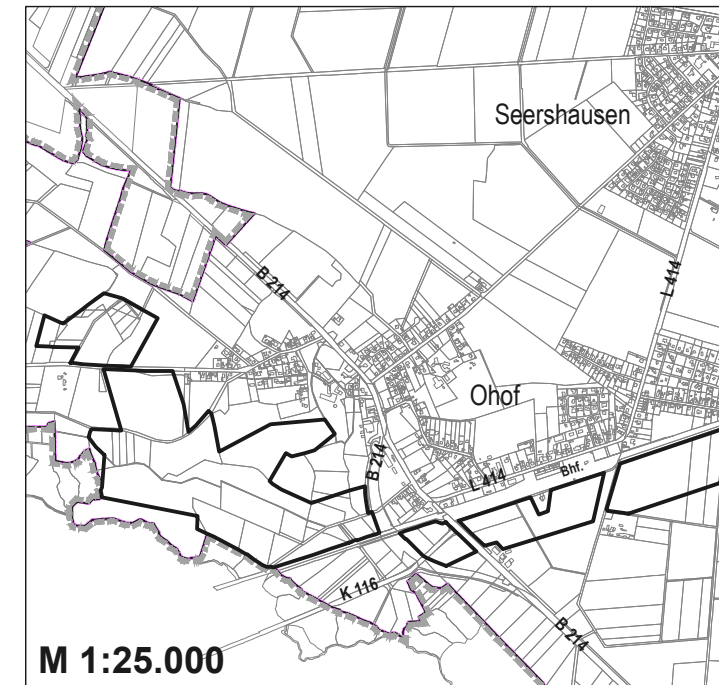 Seershausen
B 214
L 414
Ohof
B 214
L 414
Bhf.
K 116
B 214
M 1:25.000